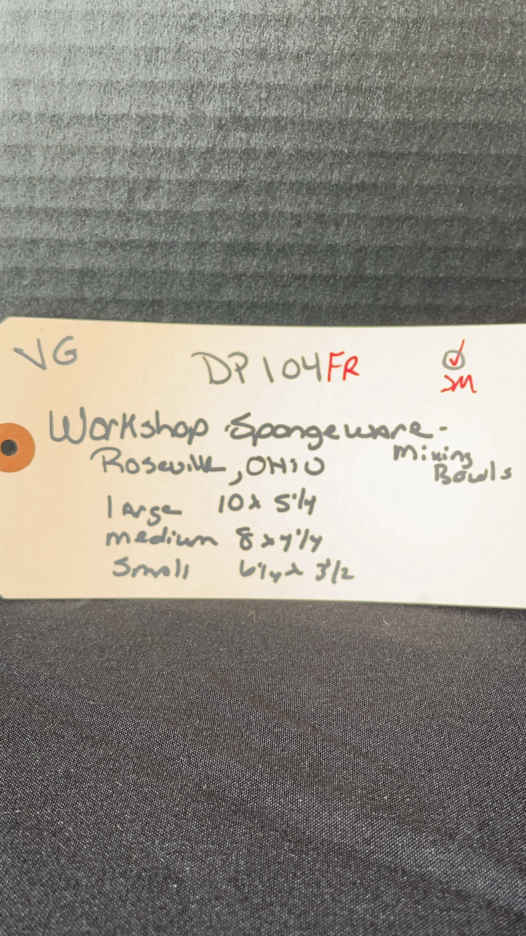 VG
DP104FR
SM
Workshop Spongeware-
Mixing
Bowls
Roseville, OHIO
large 10x 5 1/4
medium 8 x 4 1/4
Small 6 1/4 x 3 1/2